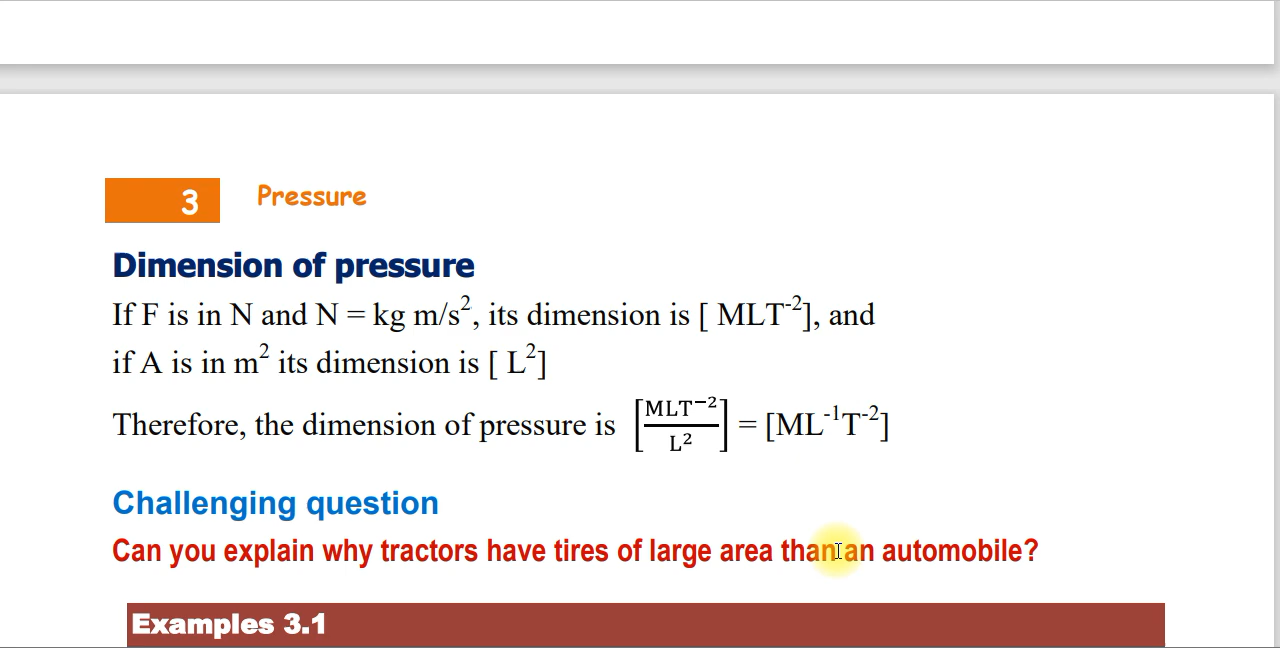 3 Pressure
Dimension of pressure
If F is in N and N = kg m/s², its dimension is [ MLT⁻²], and
if A is in m² its dimension is [ L²]
Therefore, the dimension of pressure is [MLT⁻²/L²] = [ML⁻¹T⁻²]
Challenging question
Can you explain why tractors have tires of large area than an automobile?
Examples 3.1